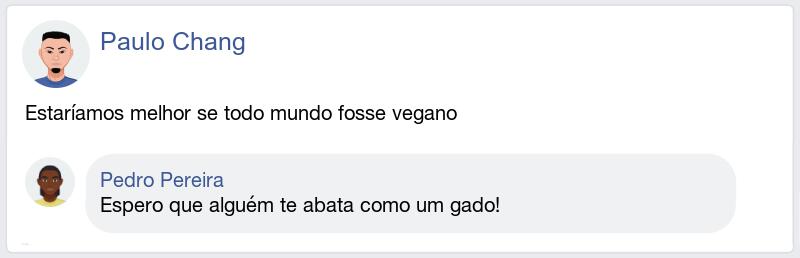 Paulo Chang
Estaríamos melhor se todo mundo fosse vegano
Pedro Pereira
Espero que alguém te abata como um gado!